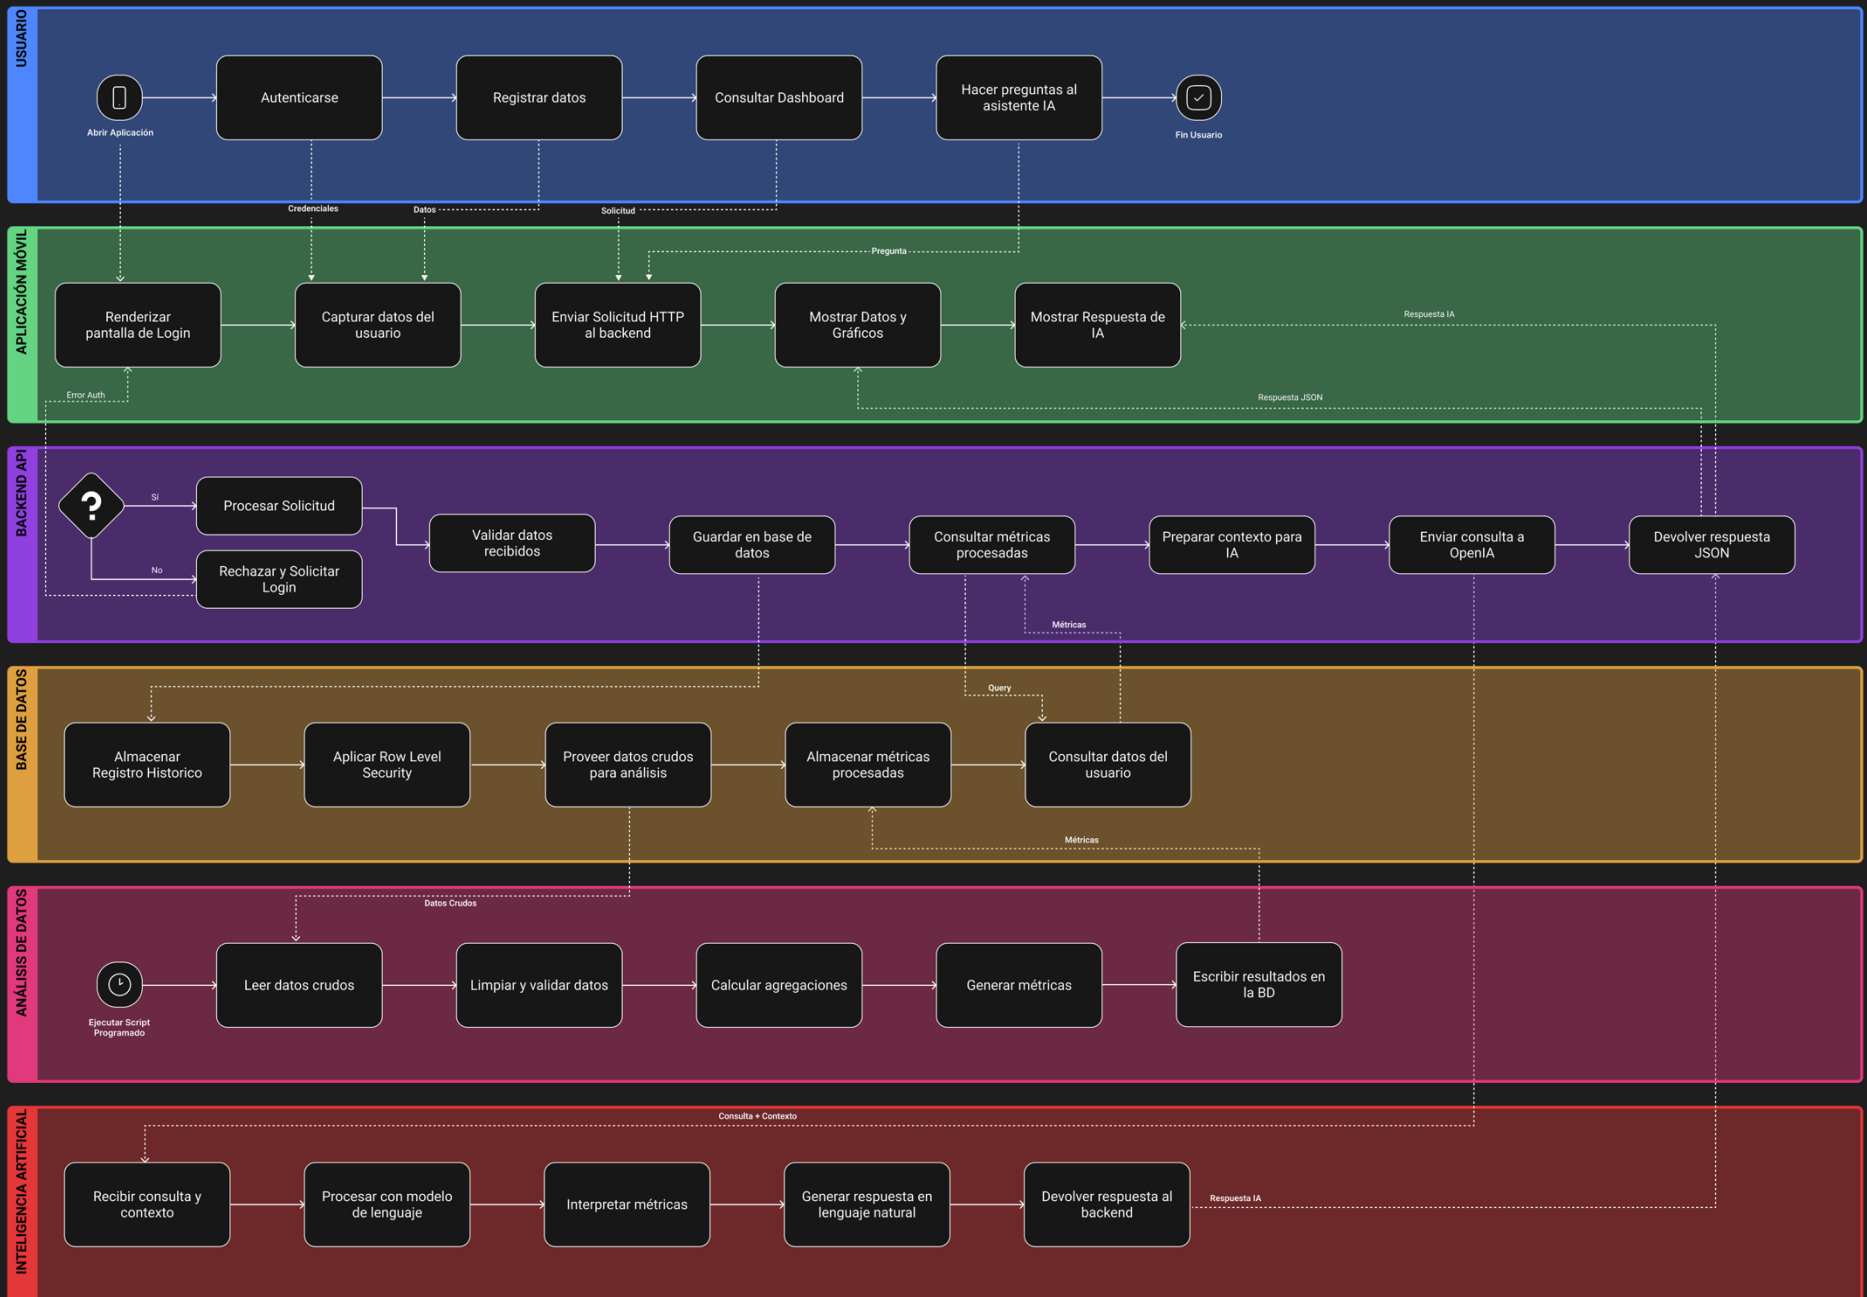 USUARIO
Abrir Aplicación
Autenticarse
Registrar datos
Consultar Dashboard
Hacer preguntas al
asistente IA
Fin Usuario
Credenciales
Datos
Solicitud
APLICACIÓN MÓVIL
Pregunta
Renderizar
pantalla de Login
Capturar datos del
usuario
Enviar Solicitud HTTP
al backend
Mostrar Datos y
Gráficos
Mostrar Respuesta de
IA
Respuesta IA
Error Auth
Respuesta JSON
BACKEND API
?
Sí
No
Procesar Solicitud
Rechazar y Solicitar
Login
Validar datos
recibidos
Guardar en base de
datos
Consultar métricas
procesadas
Preparar contexto para
IA
Enviar consulta a
OpenIA
Devolver respuesta
JSON
Métricas
BASE DE DATOS
Query
Almacenar
Registro Historico
Aplicar Row Level
Security
Proveer datos crudos
para análisis
Almacenar métricas
procesadas
Consultar datos del
usuario
Métricas
ANÁLISIS DE DATOS
Datos Crudos
Ejecutar Script
Programado
Leer datos crudos
Limpiar y validar datos
Calcular agregaciones
Generar métricas
Escribir resultados en
la BD
INTELIGENCIA ARTIFICIAL
Consulta + Contexto
Recibir consulta y
contexto
Procesar con modelo
de lenguaje
Interpretar métricas
Generar respuesta en
lenguaje natural
Devolver respuesta al
backend
Respuesta IA